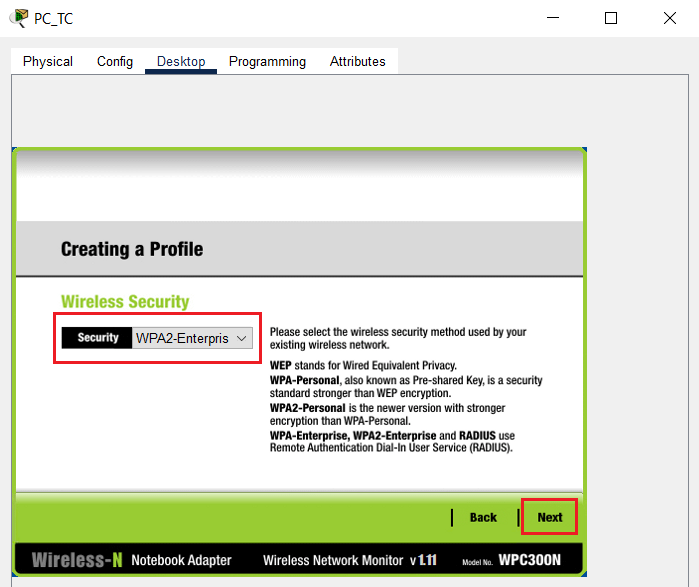 PC_TC
Physical Config Desktop Programming Attributes
Creating a Profile
Wireless Security
Security WPA2-Enterpris
Please select the wireless security method used by your
existing wireless network.
WEP stands for Wired Equivalent Privacy.
WPA-Personal, also known as Pre-shared Key, is a security
standard stronger than WEP encryption.
WPA2-Personal is the newer version with stronger
encryption than WPA-Personal.
WPA-Enterprise, WPA2-Enterprise and RADIUS use
Remote Authentication Dial-In User Service (RADIUS).
Back Next
Wireless-N Notebook Adapter Wireless Network Monitor v1.11 Model No. WPC300N